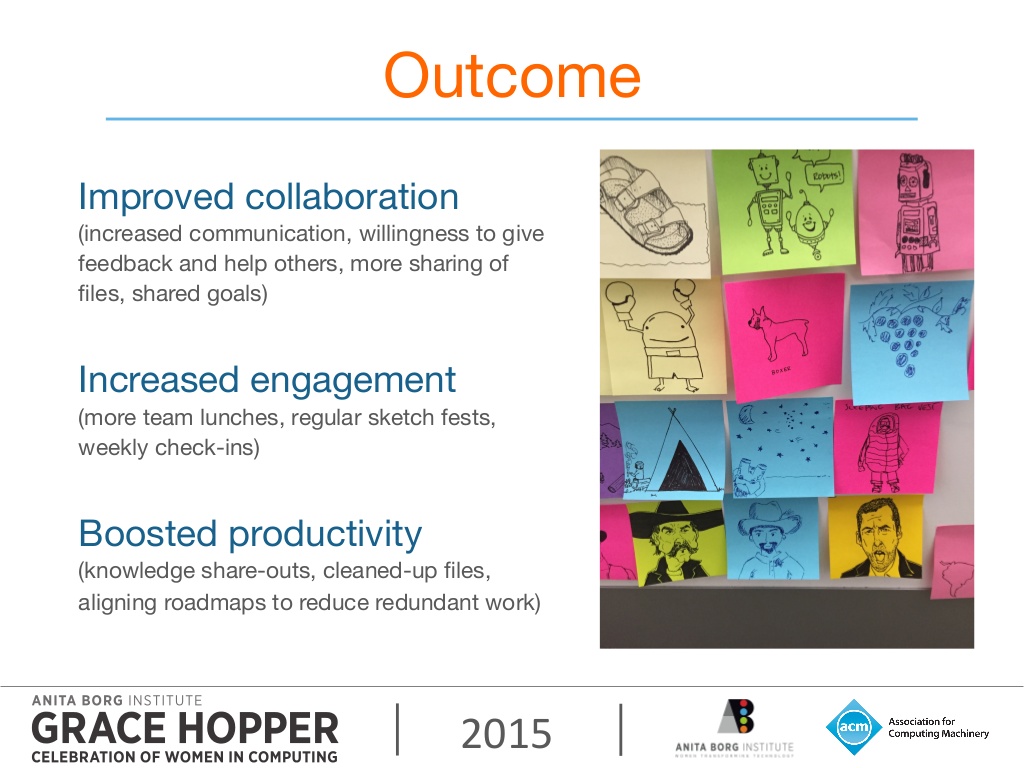 Outcome
Improved collaboration
(increased communication, willingness to give
feedback and help others, more sharing of
files, shared goals)
Increased engagement
(more team lunches, regular sketch fests,
weekly check-ins)
Boosted productivity
(knowledge share-outs, cleaned-up files,
aligning roadmaps to reduce redundant work)
ROBOTS!
BOXER
ANITA BORG INSTITUTE
GRACE HOPPER
CELEBRATION OF WOMEN IN COMPUTING
2015
ANITA BORG INSTITUTE
WOMEN TRANSFORMING TECHNOLOGY
acm
Association for
Computing Machinery